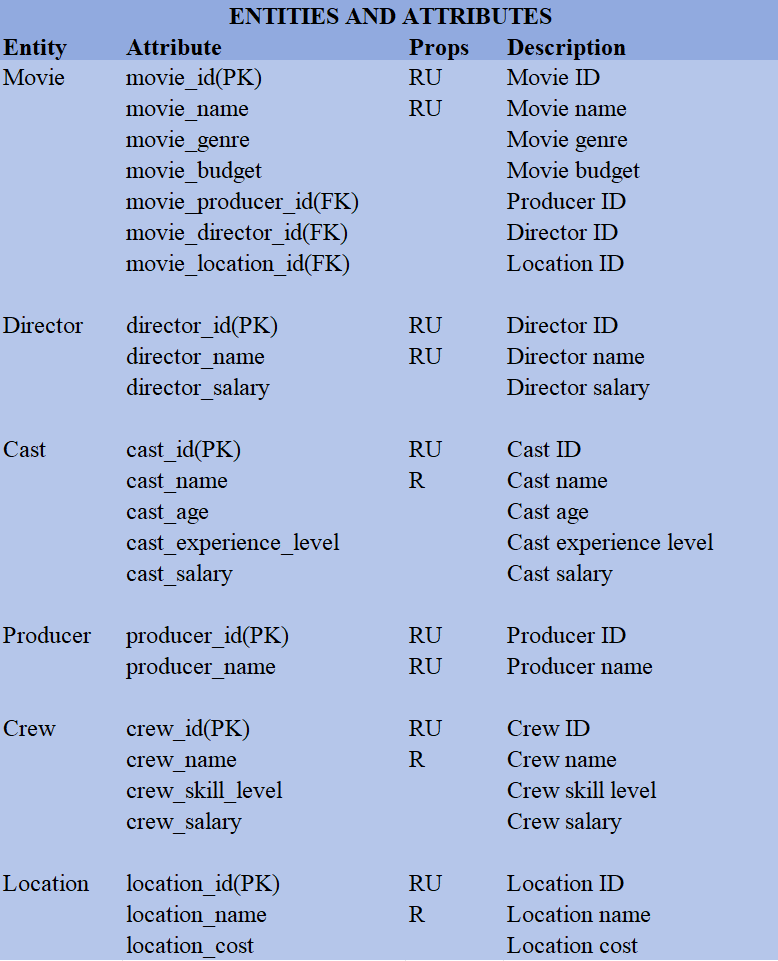 ENTITIES AND ATTRIBUTES
Entity Attribute Props Description
Movie movie_id(PK) RU Movie ID
movie_name RU Movie name
movie_genre Movie genre
movie_budget Movie budget
movie_producer_id(FK) Producer ID
movie_director_id(FK) Director ID
movie_location_id(FK) Location ID
Director director_id(PK) RU Director ID
director_name RU Director name
director_salary Director salary
Cast cast_id(PK) RU Cast ID
cast_name R Cast name
cast_age Cast age
cast_experience_level Cast experience level
cast_salary Cast salary
Producer producer_id(PK) RU Producer ID
producer_name RU Producer name
Crew crew_id(PK) RU Crew ID
crew_name R Crew name
crew_skill_level Crew skill level
crew_salary Crew salary
Location location_id(PK) RU Location ID
location_name R Location name
location_cost Location cost